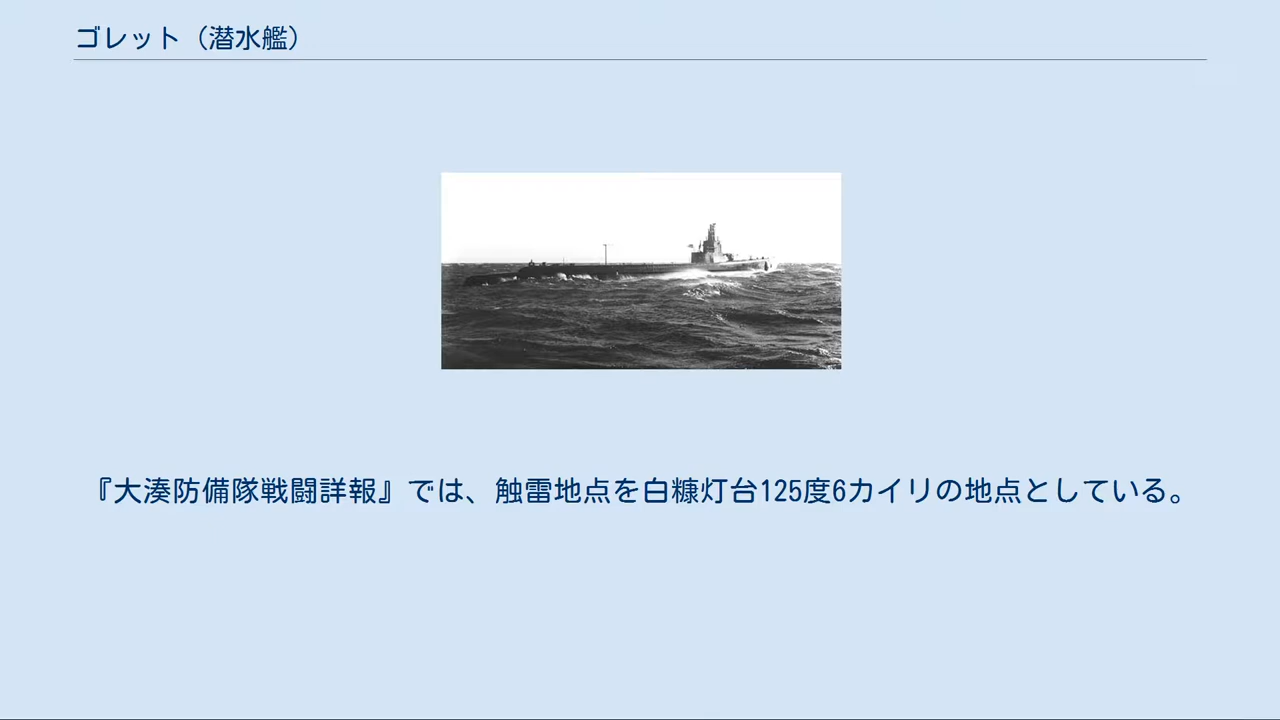 ゴレット（潜水艦）
『大湊防備隊戦闘詳報』では、触雷地点を白糠灯台125度6カイリの地点としている。